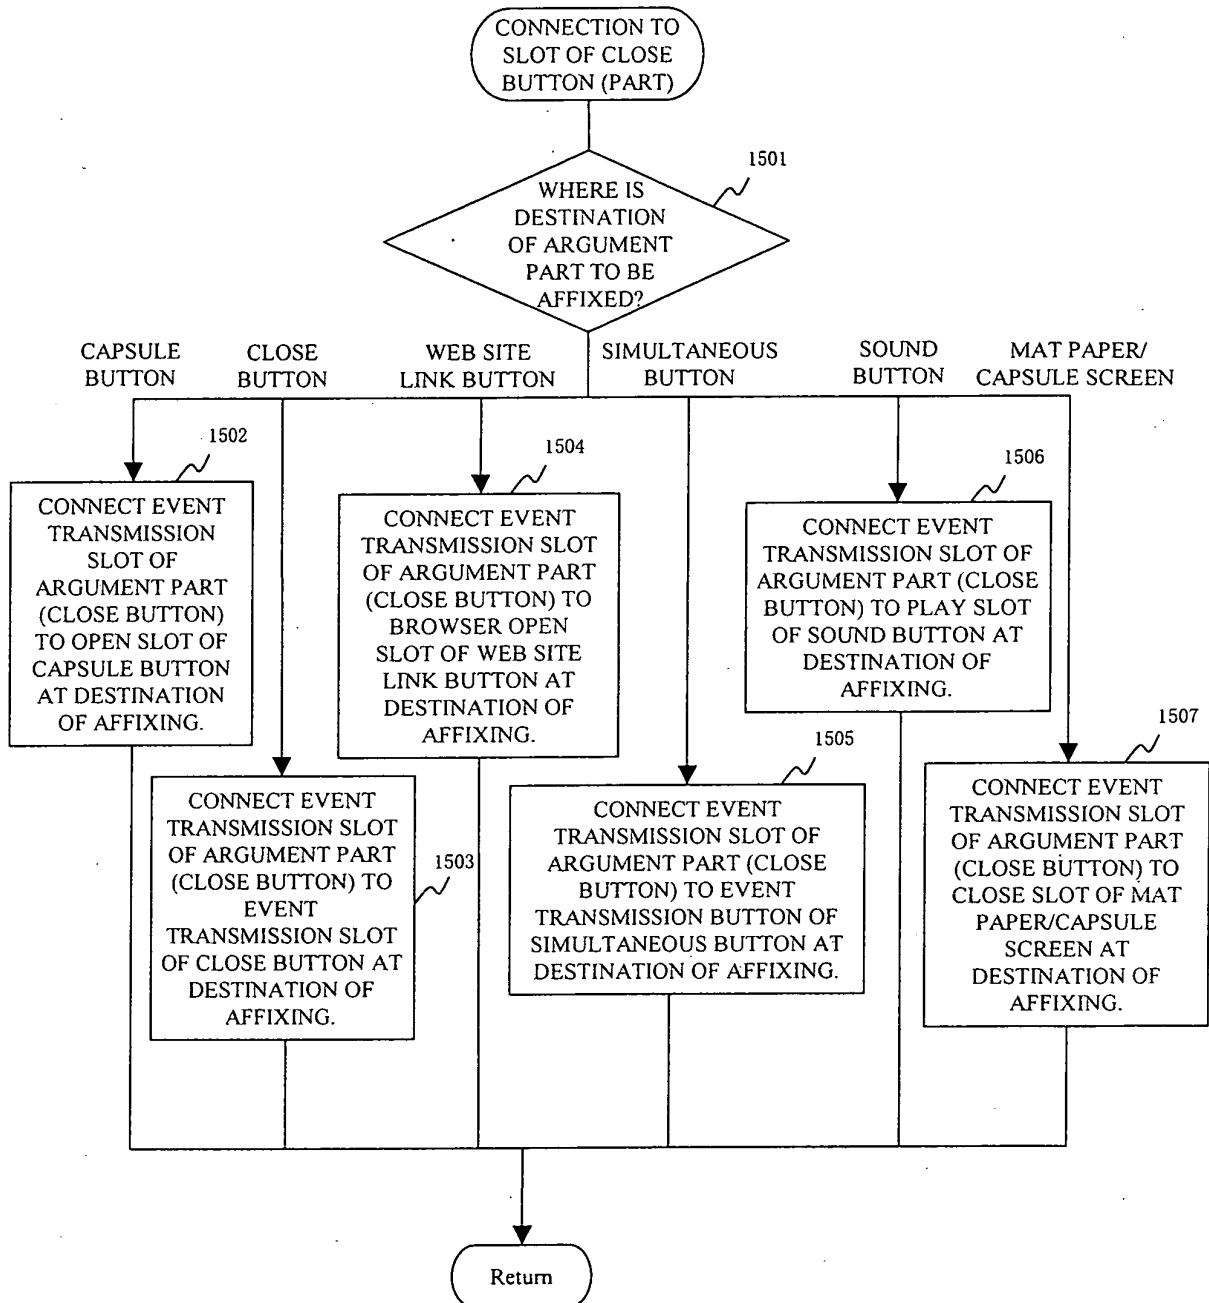 CONNECTION TO
SLOT OF CLOSE
BUTTON (PART)
1501
WHERE IS
DESTINATION
OF ARGUMENT
PART TO BE
AFFIXED?
CAPSULE
BUTTON
CLOSE
BUTTON
WEB SITE
LINK BUTTON
SIMULTANEOUS
BUTTON
SOUND
BUTTON
MAT PAPER/
CAPSULE SCREEN
1502
CONNECT EVENT
TRANSMISSION
SLOT OF
ARGUMENT PART
(CLOSE BUTTON)
TO OPEN SLOT OF
CAPSULE BUTTON
AT DESTINATION
OF AFFIXING.
1504
CONNECT EVENT
TRANSMISSION SLOT
OF ARGUMENT PART
(CLOSE BUTTON) TO
BROWSER OPEN
SLOT OF WEB SITE
LINK BUTTON AT
DESTINATION OF
AFFIXING.
1506
CONNECT EVENT
TRANSMISSION SLOT OF
ARGUMENT PART (CLOSE
BUTTON) TO PLAY SLOT
OF SOUND BUTTON AT
DESTINATION OF
AFFIXING.
1503
CONNECT EVENT
TRANSMISSION SLOT
OF ARGUMENT PART
(CLOSE BUTTON) TO
EVENT
TRANSMISSION SLOT
OF CLOSE BUTTON AT
DESTINATION OF
AFFIXING.
1505
CONNECT EVENT
TRANSMISSION SLOT OF
ARGUMENT PART (CLOSE
BUTTON) TO EVENT
TRANSMISSION BUTTON OF
SIMULTANEOUS BUTTON AT
DESTINATION OF AFFIXING.
1507
CONNECT EVENT
TRANSMISSION SLOT
OF ARGUMENT PART
(CLOSE BUTTON) TO
CLOSE SLOT OF MAT
PAPER/CAPSULE
SCREEN AT
DESTINATION OF
AFFIXING.
Return